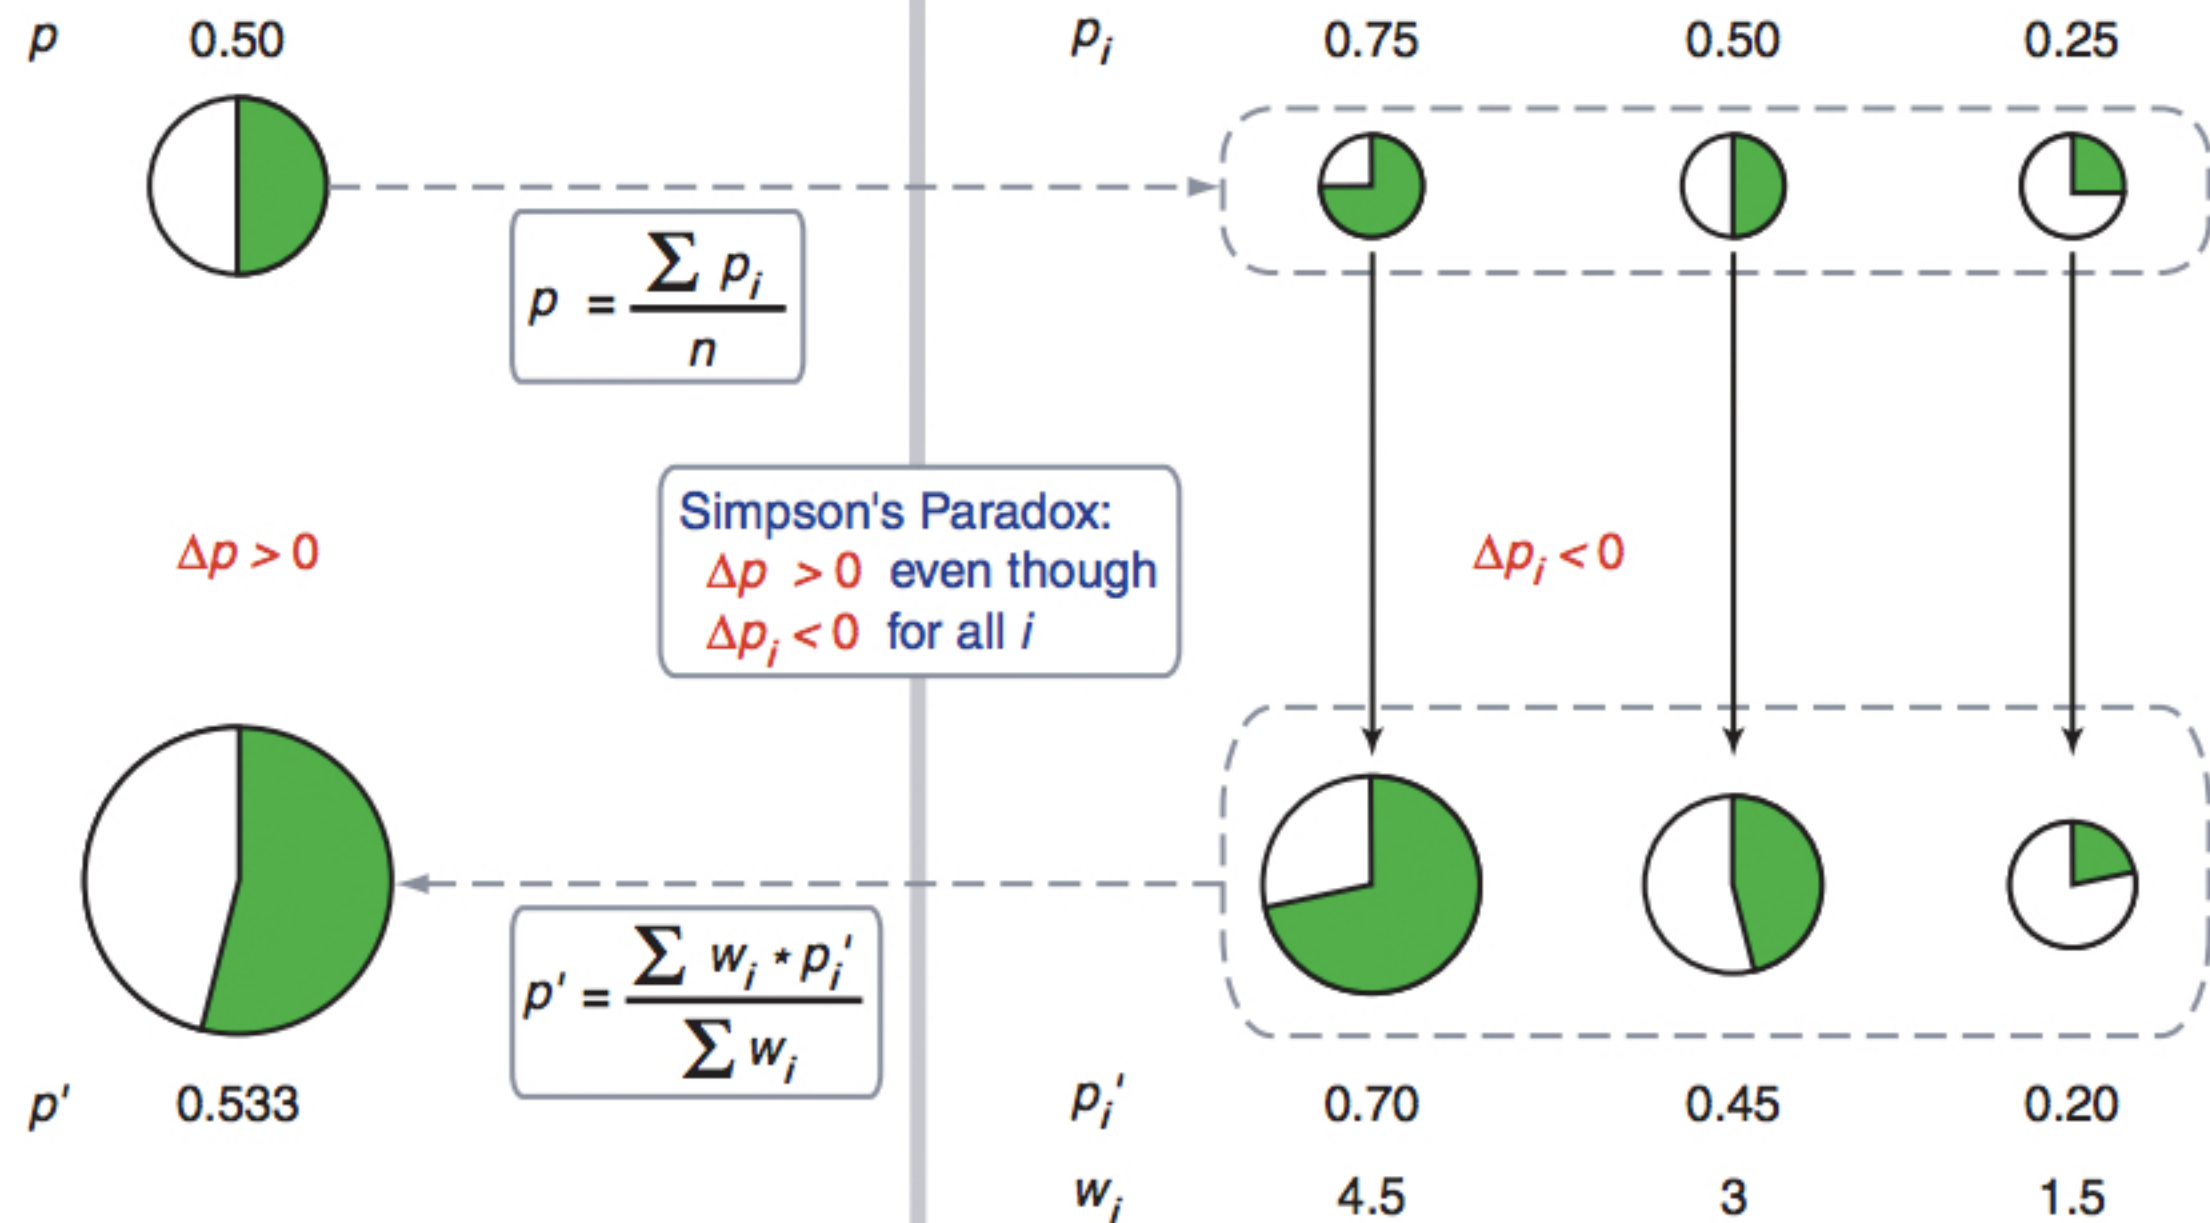 p 0.50 pᵢ 0.75 0.50 0.25
p = Σ pᵢ / n
Simpson's Paradox:
Δp > 0 even though
Δpᵢ < 0 for all i
Δp > 0
Δpᵢ < 0
p' = Σ wᵢ * pᵢ' / Σ wᵢ
p' 0.533 pᵢ' 0.70 0.45 0.20
wᵢ 4.5 3 1.5